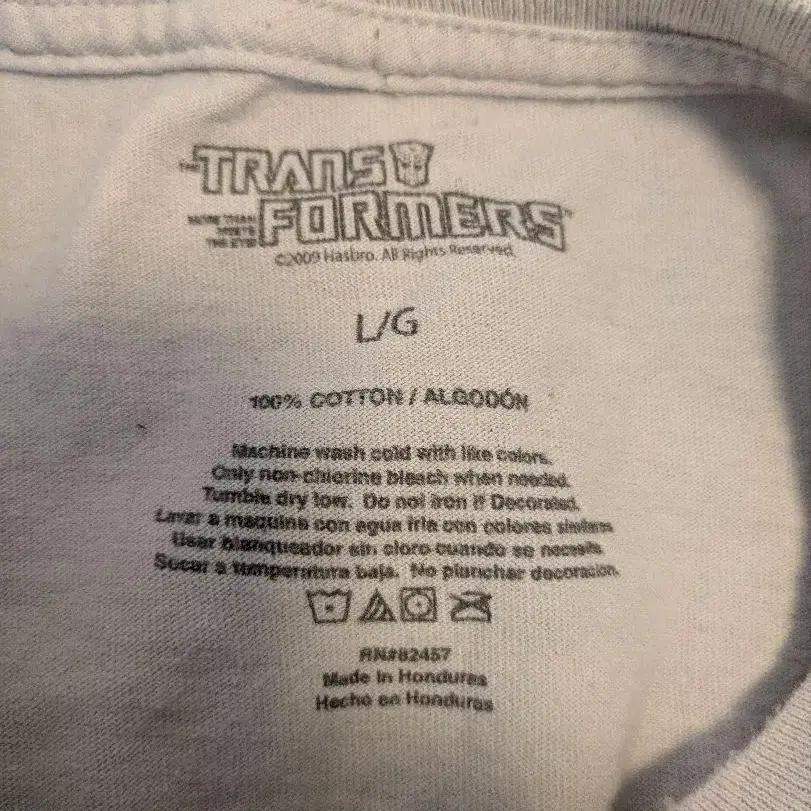 THE TRANSFORMERS™
MORE THAN
MEETS
THE EYE!
©2009 Hasbro. All Rights Reserved.
L/G
100% COTTON / ALGODÓN
Machine wash cold with like colors.
Only non-chlorine bleach when needed.
Tumble dry low. Do not iron if Decorated.
Lavar a maquina con agua fria con colores similares
Usar blanqueador sin cloro cuando se necesita
Secar a temperatura baja. No planchar decoracion.
RN#82457
Made in Honduras
Hecho en Honduras